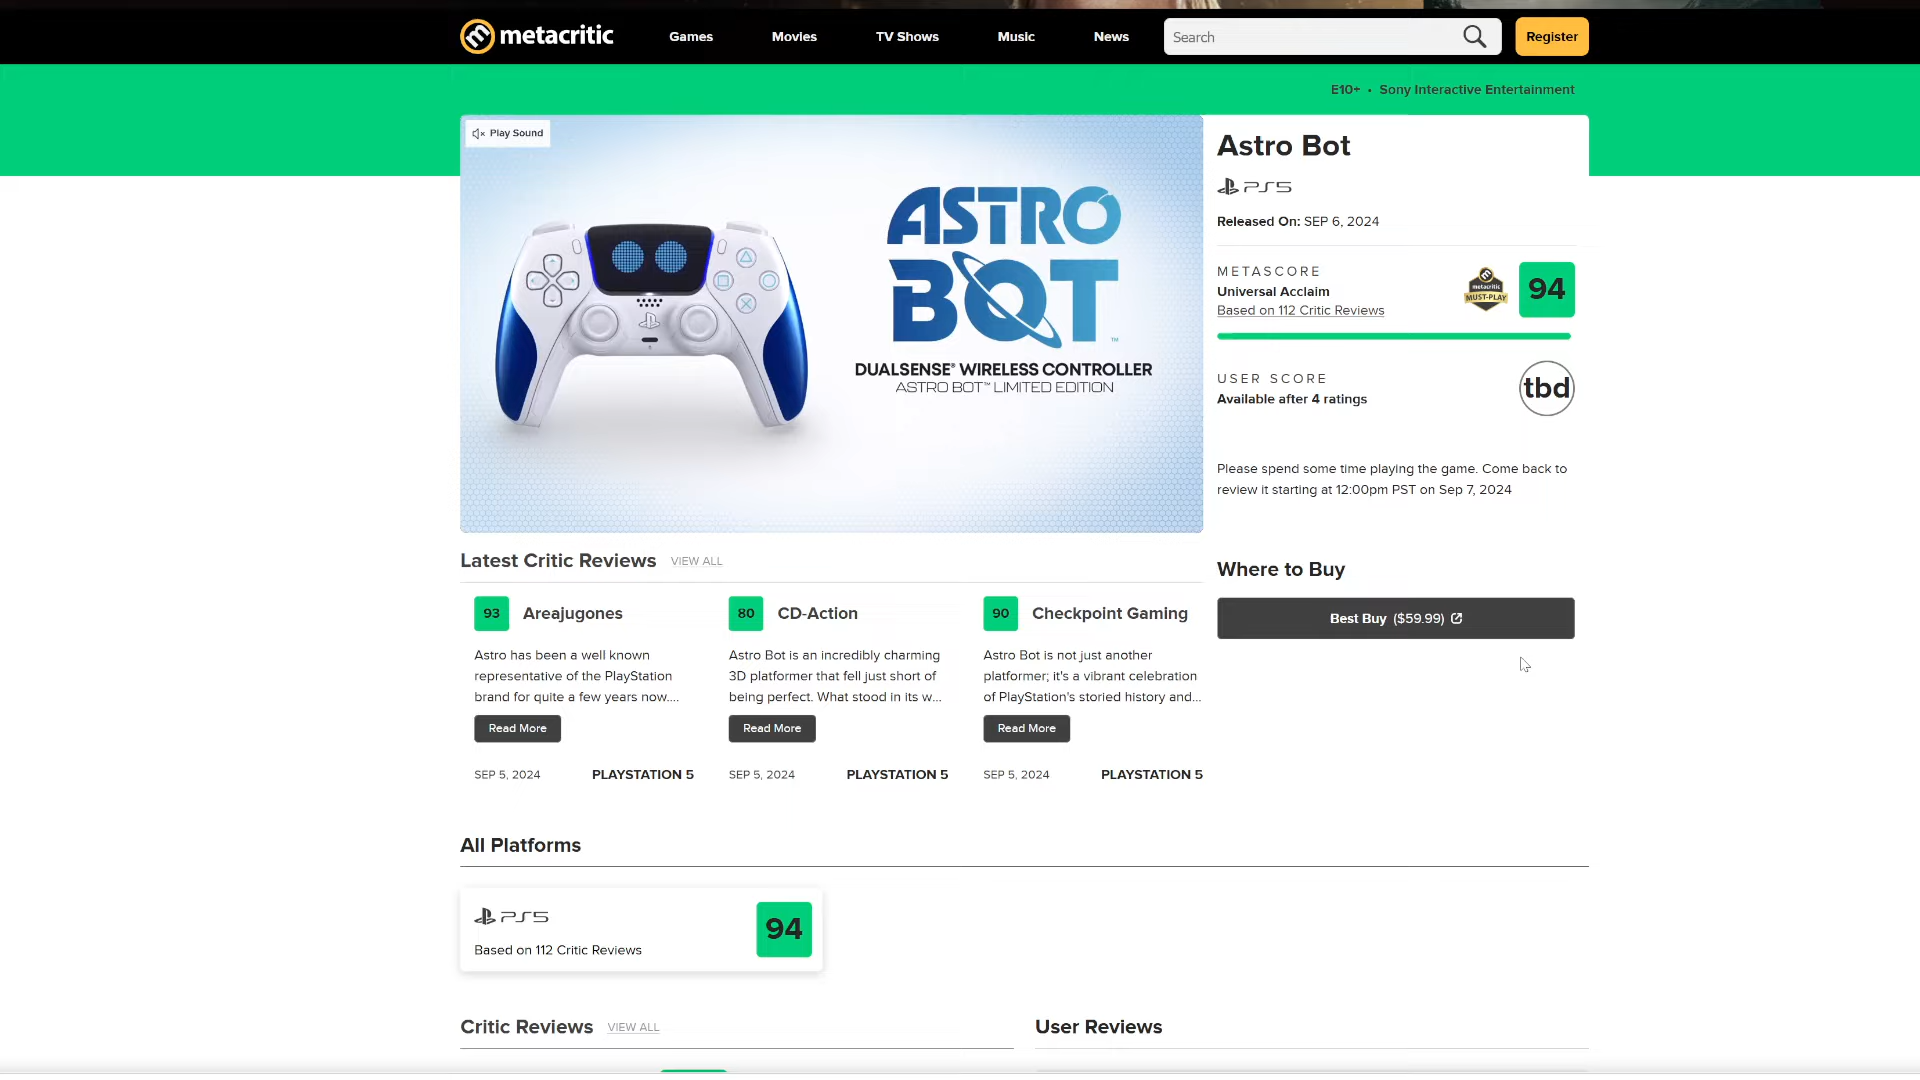 metacritic
Games
Movies
TV Shows
Music
News
Search
Register
E10+ • Sony Interactive Entertainment
Play Sound
ASTRO
BOT™
DUALSENSE® WIRELESS CONTROLLER
ASTRO BOT™ LIMITED EDITION
Astro Bot
PS5
Released On: SEP 6, 2024
METASCORE
Universal Acclaim
Based on 112 Critic Reviews
metacritic
MUST-PLAY
94
USER SCORE
Available after 4 ratings
tbd
Please spend some time playing the game. Come back to
review it starting at 12:00pm PST on Sep 7, 2024
Latest Critic Reviews
VIEW ALL
93 Areajugones
Astro has been a well known
representative of the PlayStation
brand for quite a few years now....
Read More
SEP 5, 2024
PLAYSTATION 5
80 CD-Action
Astro Bot is an incredibly charming
3D platformer that fell just short of
being perfect. What stood in its w...
Read More
SEP 5, 2024
PLAYSTATION 5
90 Checkpoint Gaming
Astro Bot is not just another
platformer; it's a vibrant celebration
of PlayStation's storied history and...
Read More
SEP 5, 2024
PLAYSTATION 5
Where to Buy
Best Buy ($59.99)
All Platforms
PS5
Based on 112 Critic Reviews
94
Critic Reviews
VIEW ALL
User Reviews